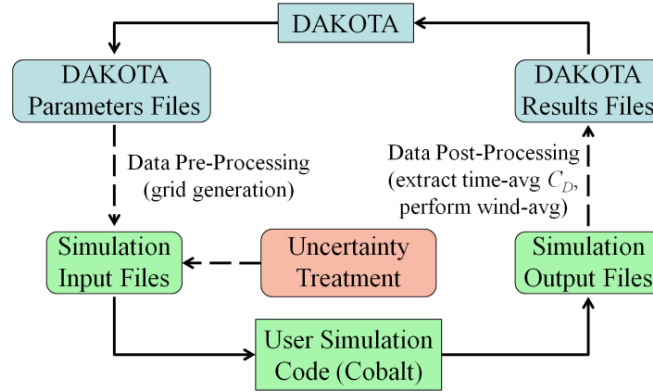 DAKOTA
DAKOTA
Parameters Files
DAKOTA
Results Files
Data Pre-Processing
(grid generation)
Data Post-Processing
(extract time-avg C_D,
perform wind-avg)
Simulation
Input Files
Uncertainty
Treatment
Simulation
Output Files
User Simulation
Code (Cobalt)